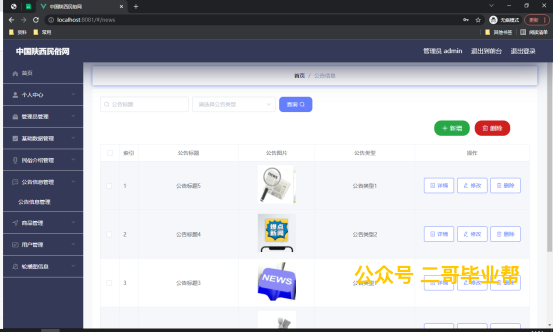 中国陕西民俗网
localhost:8081/#/news
无痕模式
更新
资料
常用
其他书签
阅读清单
中国陕西民俗网
管理员 admin
退出到前台
退出登录
首页
个人中心
管理员管理
基础数据管理
民俗介绍管理
公告信息管理
公告信息管理
商品管理
用户管理
轮播图信息
首页 / 公告信息
公告标题
请选择公告类型
查询
+ 新增
删除
索引 公告标题 公告图片 公告类型 操作
1 公告标题5 NEWS 公告类型1 详情 修改 删除
2 公告标题4 公告类型2 详情 修改 删除
3 公告标题3 NEWS 公告类型1 详情 修改 删除
公众号 二哥毕业帮